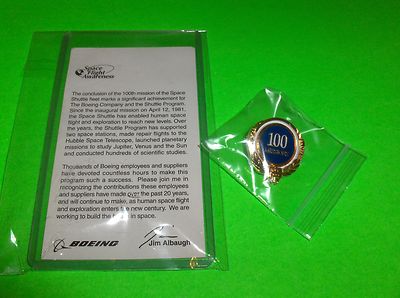 Space
Flight
Awareness
The conclusion of the 100th mission of the Space
Shuttle fleet marks a significant achievement for
The Boeing Company and the Shuttle Program.
Since the inaugural mission on April 12, 1981,
the Space Shuttle has enabled human space
flight and exploration to reach new levels. Over
the years, the Shuttle Program has supported
two space stations, made repair flights to the
Hubble Space Telescope, launched planetary
missions to study Jupiter, Venus and the Sun
and conducted hundreds of scientific studies.
Thousands of Boeing employees and suppliers
have devoted countless hours to make this
program such a success. Please join me in
recognizing the contributions these employees
and suppliers have made over the past 20 years,
and will continue to make, as human space flight
and exploration enters the new century. We are
working to build the future in space.
BOEING
Jim Albaugh
100